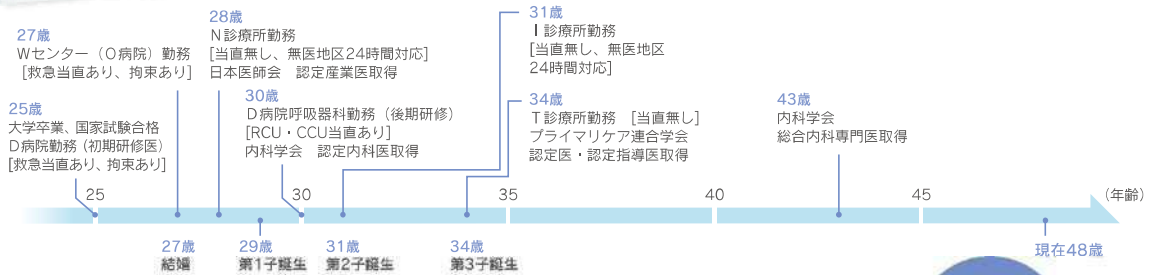 27歳
Wセンター（O病院）勤務
[救急当直あり、拘束あり]
28歳
N診療所勤務
[当直無し、無医地区24時間対応]
日本医師会　認定産業医取得
31歳
I診療所勤務
[当直無し、無医地区
24時間対応]
25歳
大学卒業、国家試験合格
D病院勤務（初期研修医）
[救急当直あり、拘束あり]
30歳
D病院呼吸器科勤務（後期研修）
[RCU・CCU当直あり]
内科学会　認定内科医取得
34歳
T診療所勤務　[当直無し]
プライマリケア連合学会
認定医・認定指導医取得
43歳
内科学会
総合内科専門医取得
25
30
35
40
45
（年齢）
27歳
結婚
29歳
第1子誕生
31歳
第2子誕生
34歳
第3子誕生
現在48歳